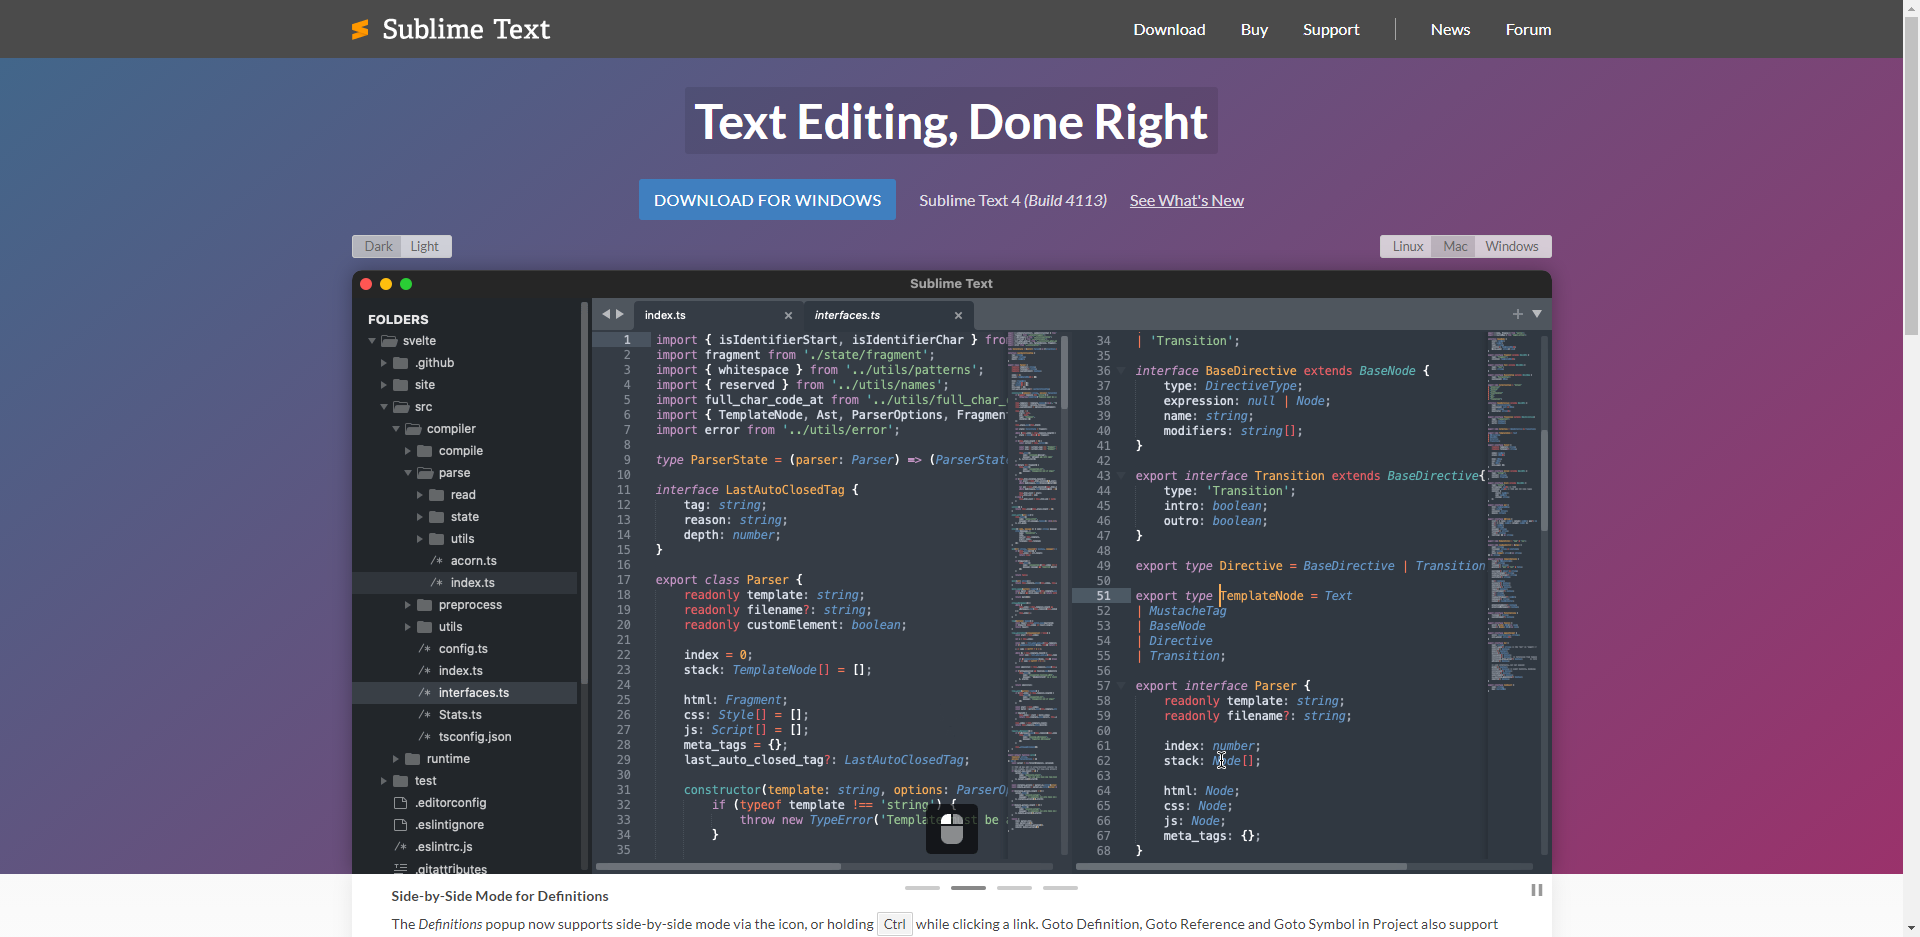 Sublime Text
Download Buy Support News Forum
Text Editing, Done Right
DOWNLOAD FOR WINDOWS Sublime Text 4 (Build 4113) See What's New
Dark Light
Linux Mac Windows
Sublime Text
FOLDERS
svelte
.github
site
src
compiler
compile
parse
read
state
utils
acorn.ts
index.ts
preprocess
utils
config.ts
index.ts
interfaces.ts
Stats.ts
tsconfig.json
runtime
test
.editorconfig
.eslintignore
.eslintrc.js
.gitattributes
index.ts interfaces.ts
1 import { isIdentifierStart, isIdentifierChar } fro
2 import fragment from './state/fragment';
3 import { whitespace } from '../utils/patterns';
4 import { reserved } from '../utils/names';
5 import full_char_code_at from '../utils/full_char_
6 import { TemplateNode, Ast, ParserOptions, Fragmen
7 import error from '../utils/error';
8
9 type ParserState = (parser: Parser) => (ParserStat
10
11 interface LastAutoClosedTag {
12 tag: string;
13 reason: string;
14 depth: number;
15 }
16
17 export class Parser {
18 readonly template: string;
19 readonly filename?: string;
20 readonly customElement: boolean;
21
22 index = 0;
23 stack: TemplateNode[] = [];
24
25 html: Fragment;
26 css: Style[] = [];
27 js: Script[] = [];
28 meta_tags = {};
29 last_auto_closed_tag?: LastAutoClosedTag;
30
31 constructor(template: string, options: ParserO
32 if (typeof template !== 'string') {
33 throw new TypeError('Templat st be
34 }
35
34 | 'Transition';
35
36 interface BaseDirective extends BaseNode {
37 type: DirectiveType;
38 expression: null | Node;
39 name: string;
40 modifiers: string[];
41 }
42
43 export interface Transition extends BaseDirective{
44 type: 'Transition';
45 intro: boolean;
46 outro: boolean;
47 }
48
49 export type Directive = BaseDirective | Transition
50
51 export type TemplateNode = Text
52 | MustacheTag
53 | BaseNode
54 | Directive
55 | Transition;
56
57 export interface Parser {
58 readonly template: string;
59 readonly filename?: string;
60
61 index: number;
62 stack: Node[];
63
64 html: Node;
65 css: Node;
66 js: Node;
67 meta_tags: {};
68 }
Side-by-Side Mode for Definitions
The Definitions popup now supports side-by-side mode via the icon, or holding Ctrl while clicking a link. Goto Definition, Goto Reference and Goto Symbol in Project also support